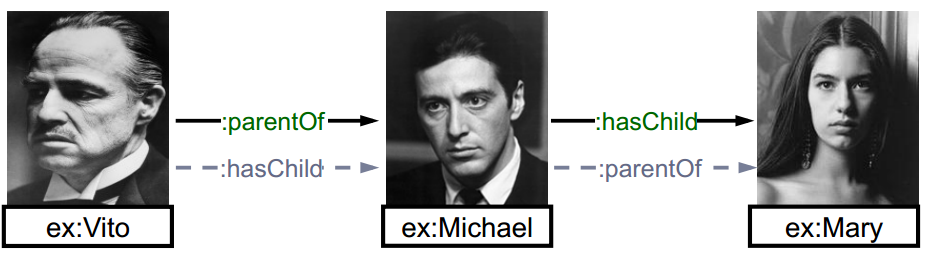 :parentOf
:hasChild
:hasChild
:parentOf
ex:Vito
ex:Michael
ex:Mary